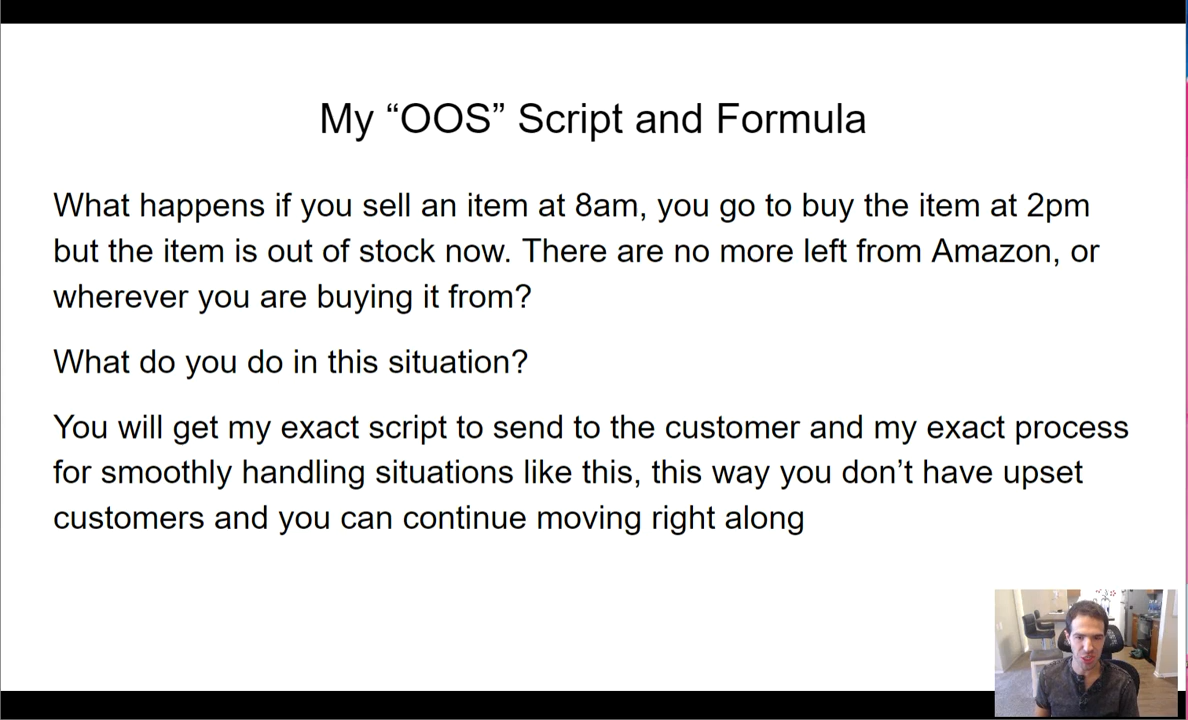 My “OOS” Script and Formula
What happens if you sell an item at 8am, you go to buy the item at 2pm
but the item is out of stock now. There are no more left from Amazon, or
wherever you are buying it from?
What do you do in this situation?
You will get my exact script to send to the customer and my exact process
for smoothly handling situations like this, this way you don’t have upset
customers and you can continue moving right along